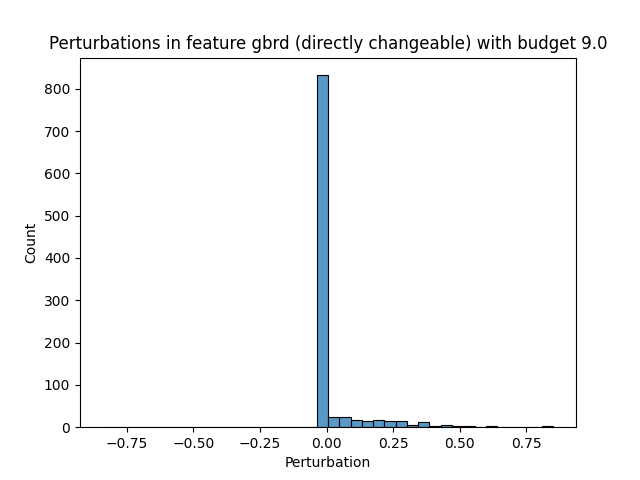 Perturbations in feature gbrd (directly changeable) with budget 9.0
800
700
600
500
400
300
200
100
0
Count
−0.75 −0.50 −0.25 0.00 0.25 0.50 0.75
Perturbation